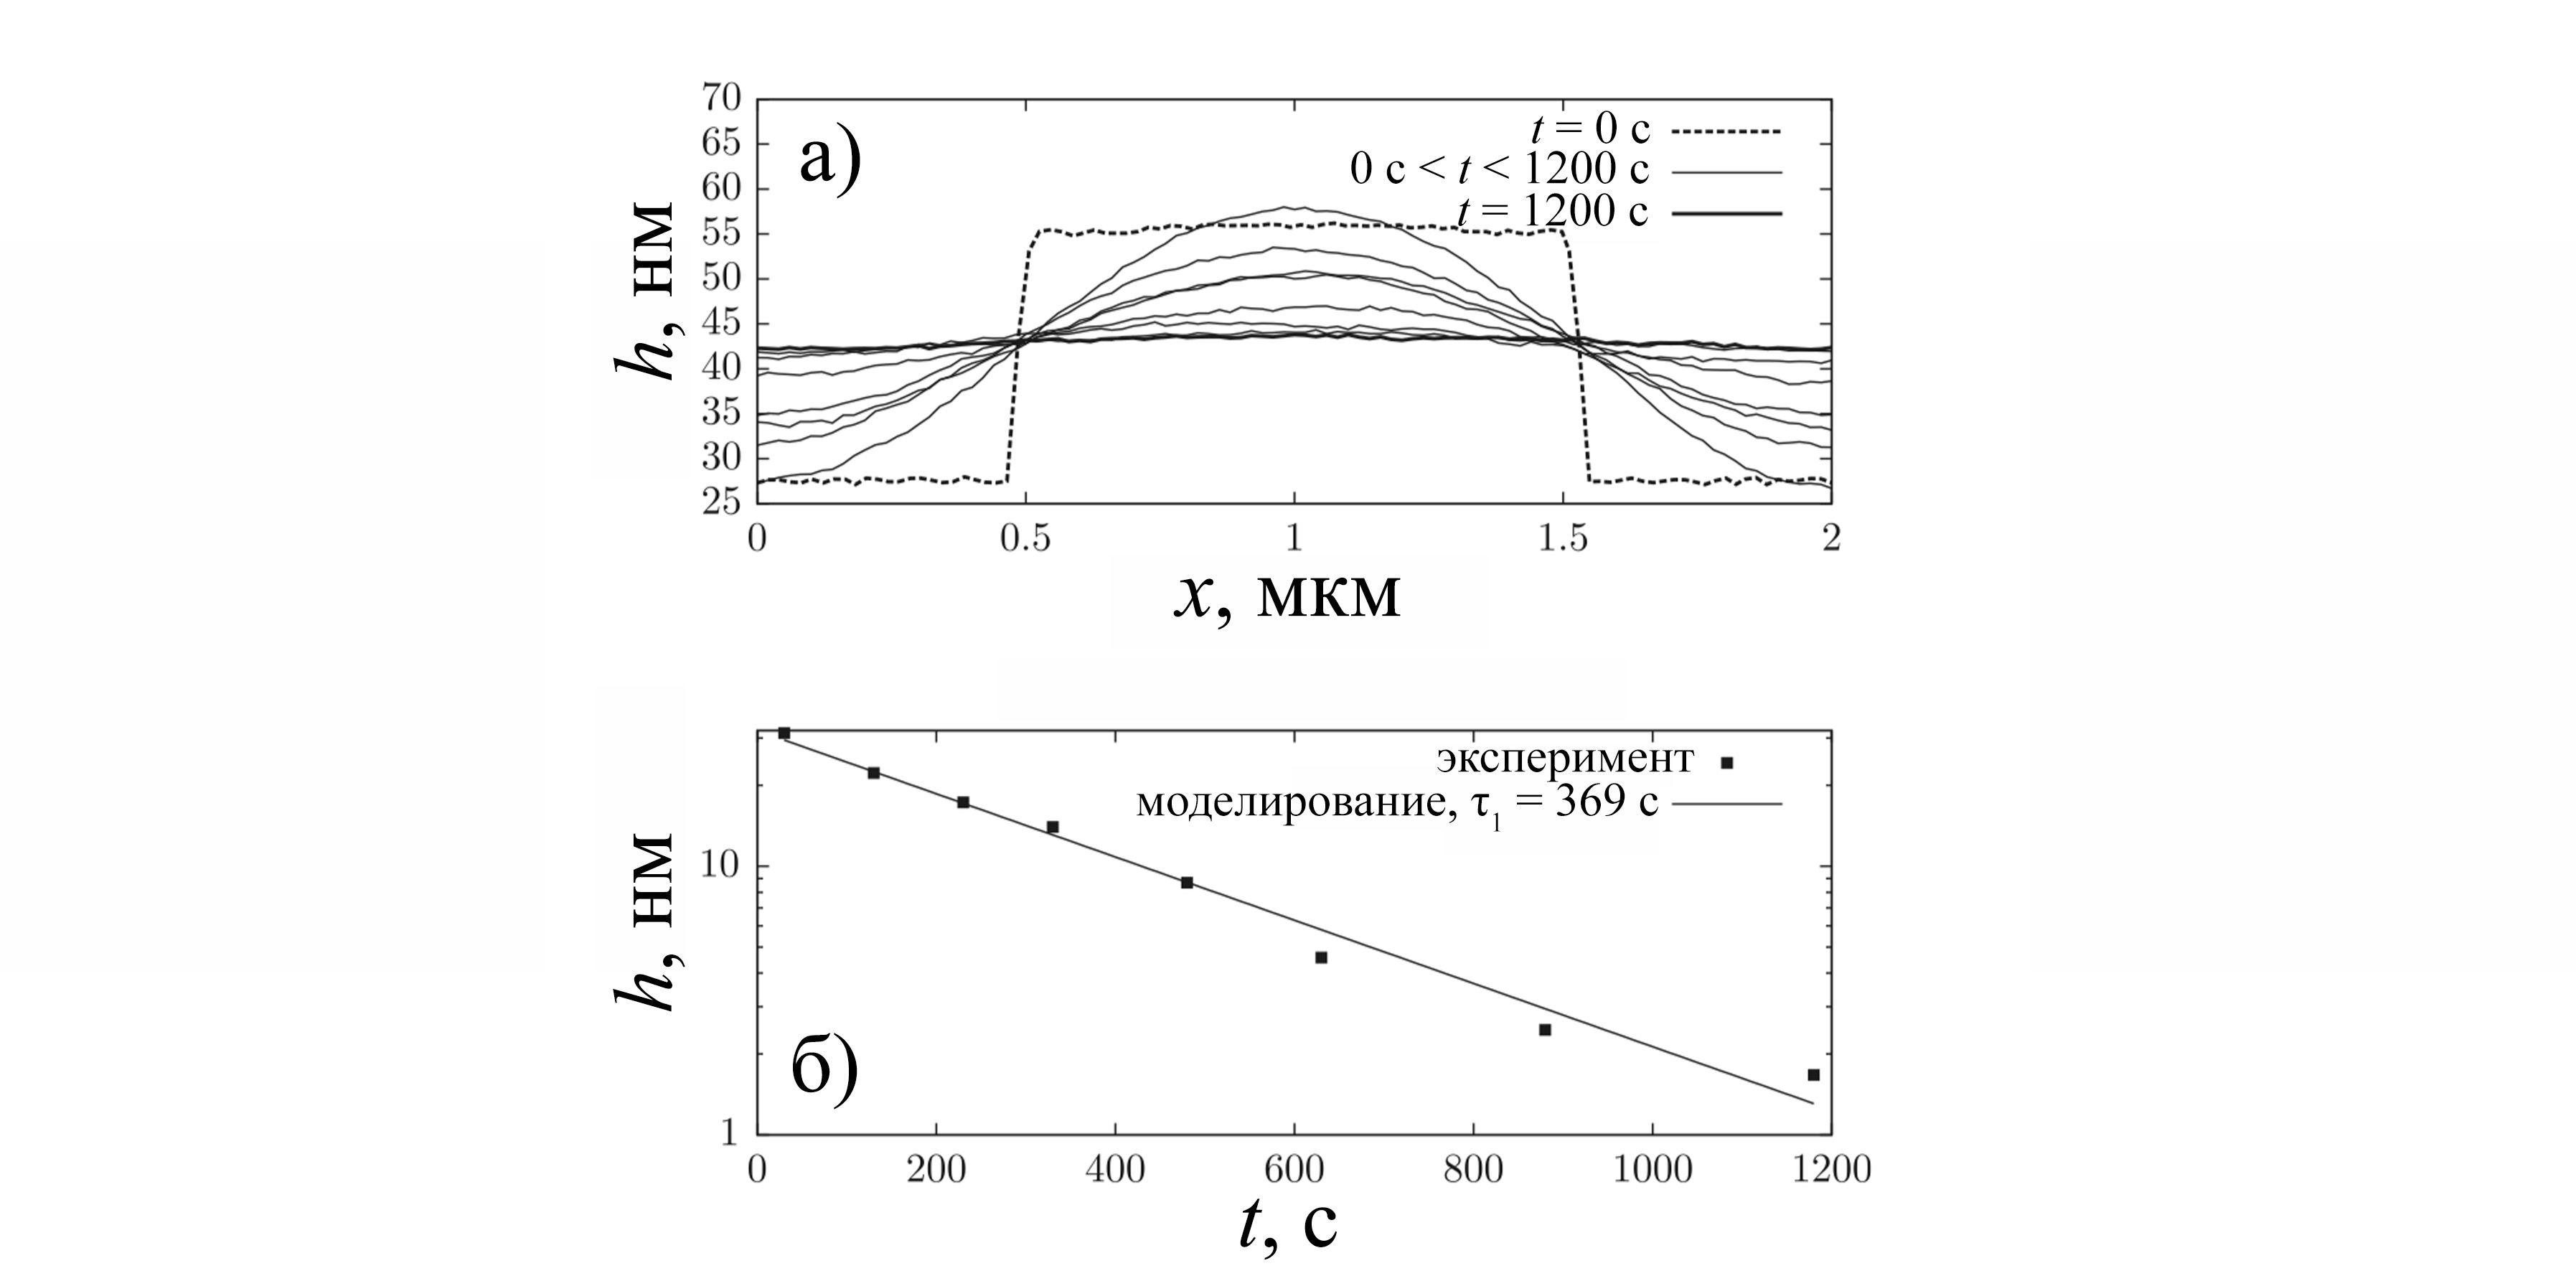 70
65
60
55
50
45
40
35
30
25
h, нм
а)
t = 0 с
0 с < t < 1200 с
t = 1200 с
0 0.5 1 1.5 2
x, мкм
10
1
h, нм
эксперимент
моделирование, τ1 = 369 с
б)
0 200 400 600 800 1000 1200
t, с